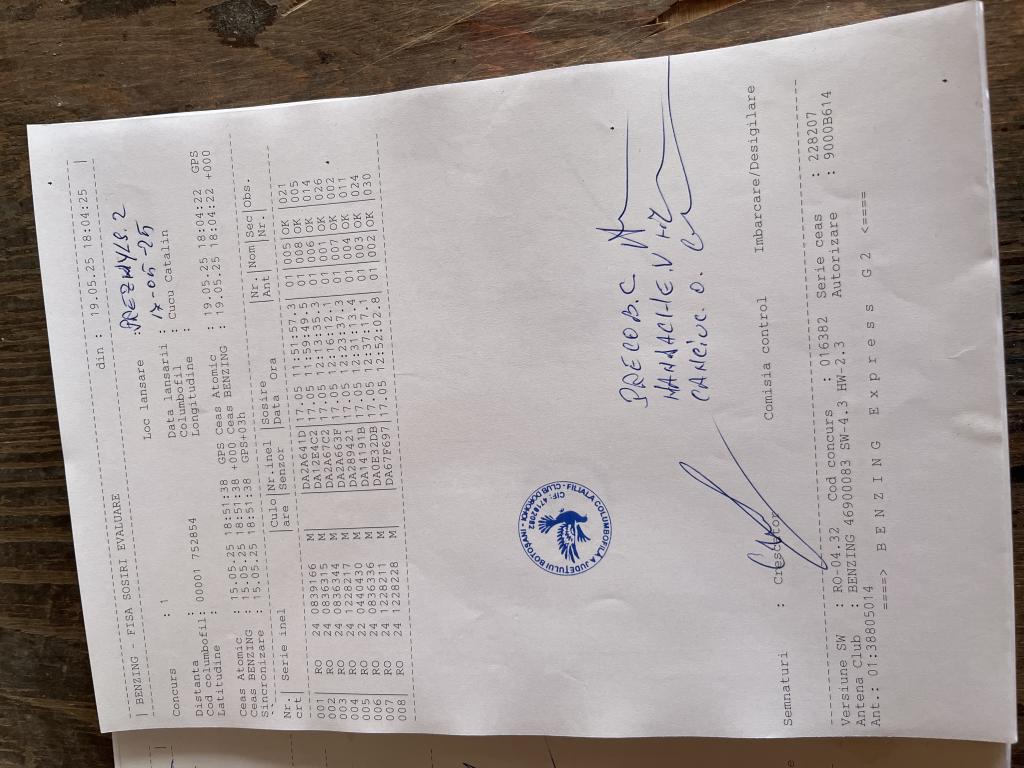 | BENZING - FISA SOSIRI EVALUARE din : 19.05.25 18:04:25 |
Loc lansare :
Concurs : 1 Data lansarii : 17-05-25
Columbofil : Cucu Catalin
Distanta :
Cod columbofil: 00001 752854
Latitudine : Longitudine :
Ceas Atomic : 15.05.25 18:51:38 GPS Ceas Atomic : 19.05.25 18:04:22 GPS
Ceas BENZING : 15.05.25 18:51:38 +000 Ceas BENZING : 19.05.25 18:04:22 +000
Sincronizare : 15.05.25 18:51:38 GPS+03h
Nr.| Serie inel |Culo|Nr.inel |Sosire |Nr.|Nom|Sec|Obs.
crt| |are |Senzor |Data Ora |Ant| |Nr.|
001 | RO 24 0839166 M |DA2A641D|17.05 11:51:57.3| 01 |005| OK |021
002 | RO 24 0836315 M |DA12E4C2|17.05 11:59:49.5| 01 |008| OK |005
003 | RO 24 0836344 M |DA2A67C2|17.05 12:13:35.3| 01 |006| OK |014
004 | RO 24 1228217 M |DA2A663F|17.05 12:16:12.1| 01 |001| OK |026
005 | RO 22 0440430 M |DA289421|17.05 12:23:37.3| 01 |007| OK |002
006 | RO 24 0836336 M |DA14191B|17.05 12:31:12.4| 01 |004| OK |011
007 | RO 24 1228211 M |DA0E32DB|17.05 12:37:13.1| 01 |003| OK |024
008 | RO 24 1228228 M |DA67F697|17.05 12:52:02.8| 01 |002| OK |030
FILIALA COLUMBOFILA JUDEȚULUI BOTOȘANI - CLUB DOROHOI
CIF: 47182092
PRECOB.C
Semnaturi : Crescator Comisia control Imbarcare/Desigilare
Versiune SW : RO-04.32 Cod concurs : 016382 Serie ceas : 228207
Antena Club : BENZING 46900083 SW-4.3 HW-2.3 Autorizare : 9000B614
Ant.: 01:38805014
====> B E N Z I N G E x p r e s s G 2 <====